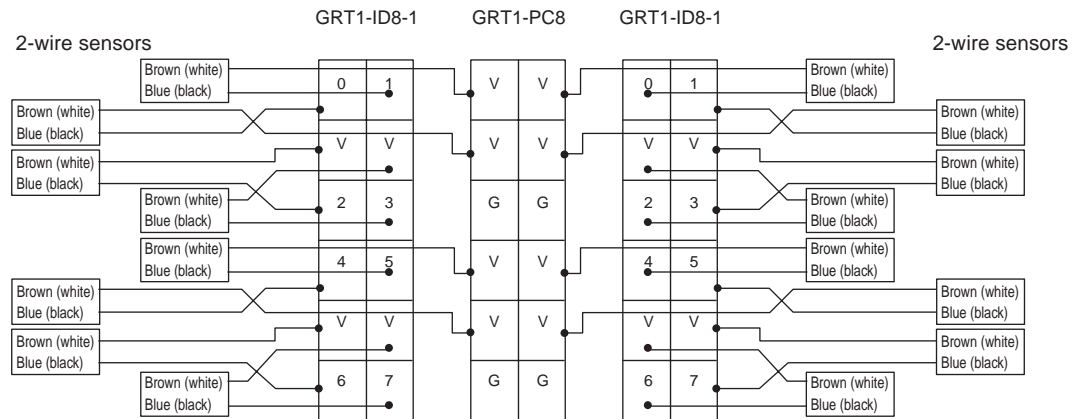 GRT1-ID8-1 GRT1-PC8 GRT1-ID8-1
2-wire sensors 2-wire sensors
Brown (white) Brown (white)
Blue (black) 0 1 V V 0 1 Blue (black)
Brown (white) Brown (white)
Blue (black) Blue (black)
V V V V V V
Brown (white) Brown (white)
Blue (black) Blue (black)
Brown (white) 2 3 G G 2 3 Brown (white)
Blue (black) Blue (black)
Brown (white) Brown (white)
Blue (black) 4 5 V V 4 5 Blue (black)
Brown (white) Brown (white)
Blue (black) Blue (black)
V V V V V V
Brown (white) Brown (white)
Blue (black) Blue (black)
Brown (white) 6 7 G G 6 7 Brown (white)
Blue (black) Blue (black)